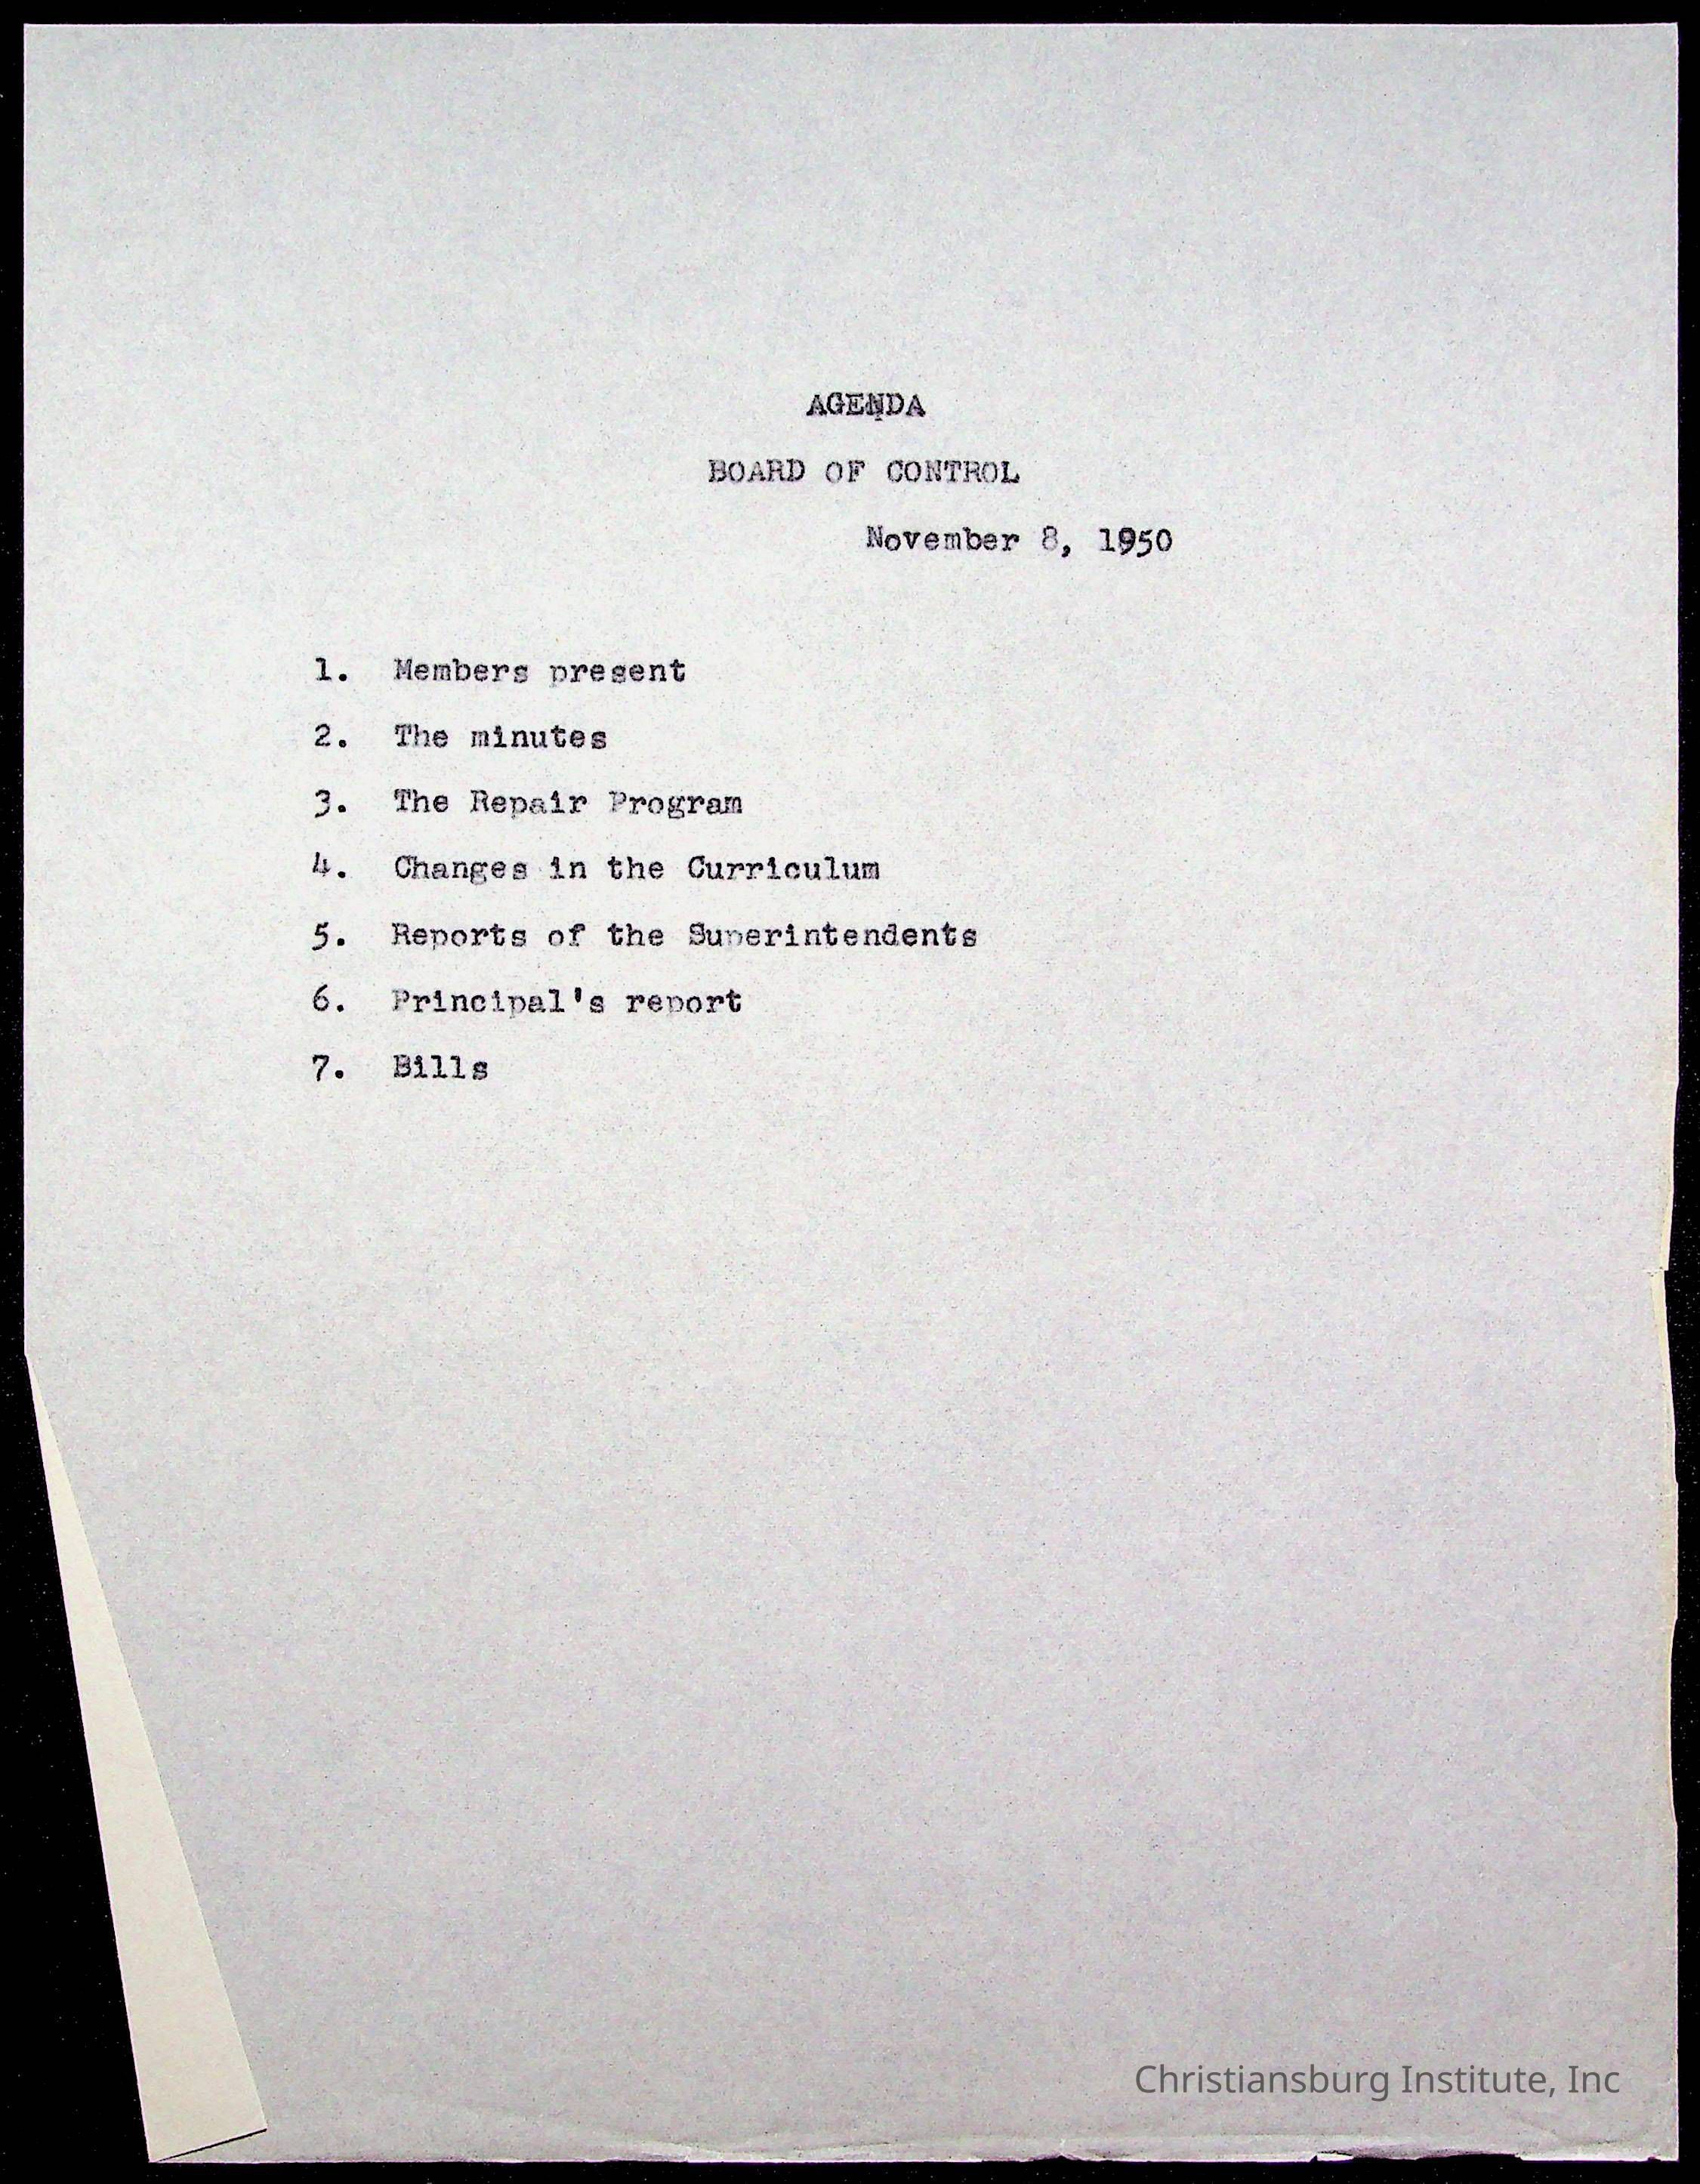 AGENDA
BOARD OF CONTROL
November 8, 1950
1. Members present
2. The minutes
3. The Repair Program
4. Changes in the Curriculum
5. Reports of the Superintendents
6. Principal's report
7. Bills
Christiansburg Institute, Inc